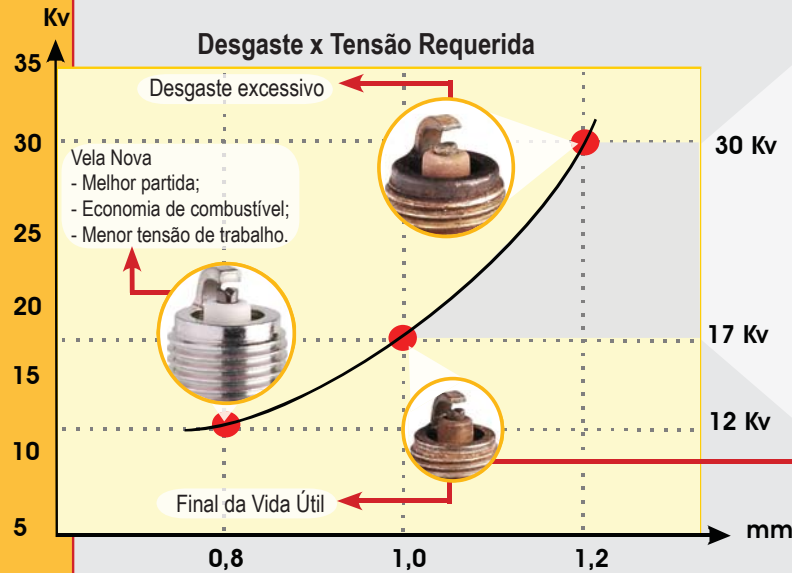 Kv
Desgaste x Tensão Requerida
35
Desgaste excessivo
30
30 Kv
Vela Nova
- Melhor partida;
- Economia de combustível;
- Menor tensão de trabalho.
25
20
17 Kv
15
12 Kv
10
Final da Vida Útil
5
mm
0,8
1,0
1,2